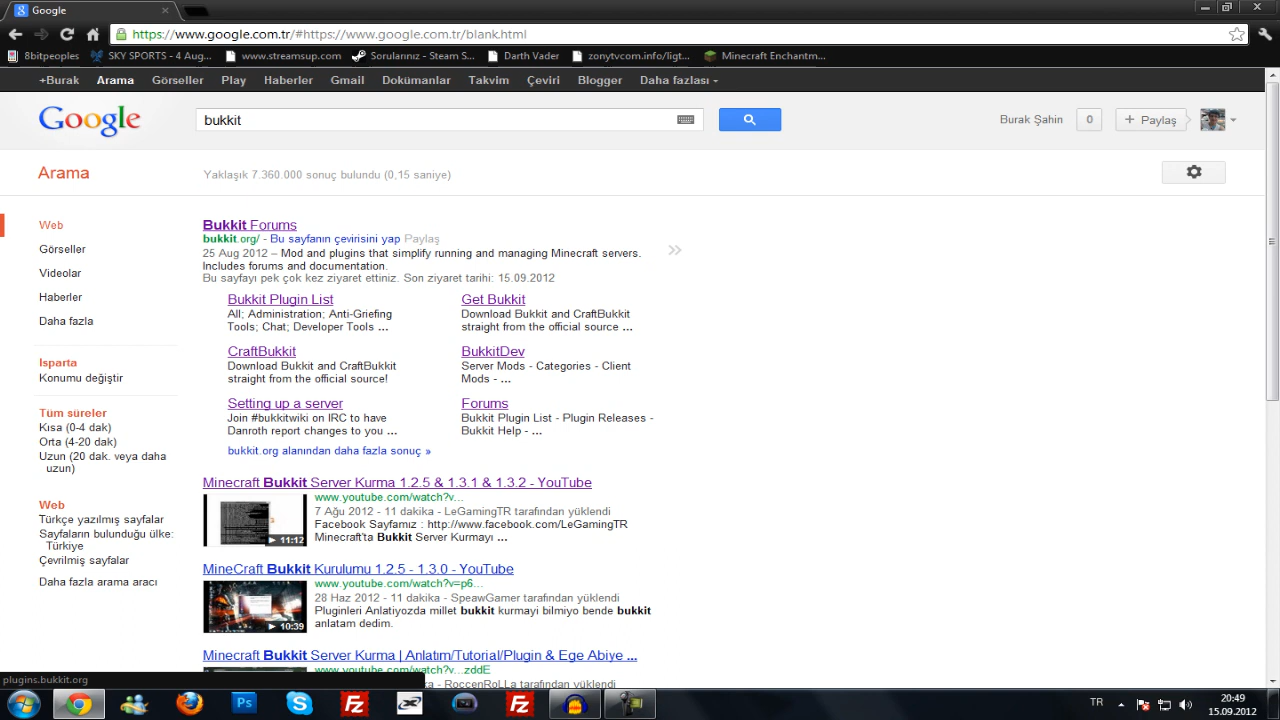 Google
https://www.google.com.tr/#https://www.google.com.tr/blank.html
8bitpeoples
SKY SPORTS - 4 Aug...
www.streamsup.com
Sorularınız - Steam S...
Darth Vader
zonytvcom.info/ligt...
Minecraft Enchantm...
+Burak Arama Görseller Play Haberler Gmail Dokümanlar Takvim Çeviri Blogger Daha fazlası
Google
bukkit
Burak Şahin
0
+ Paylaş
Arama
Yaklaşık 7.360.000 sonuç bulundu (0,15 saniye)
Web
Görseller
Videolar
Haberler
Daha fazla
Isparta
Konumu değiştir
Tüm süreler
Kısa (0-4 dak)
Orta (4-20 dak)
Uzun (20 dak. veya daha
uzun)
Web
Türkçe yazılmış sayfalar
Sayfaların bulunduğu ülke:
Türkiye
Çevrilmiş sayfalar
Daha fazla arama aracı
Bukkit Forums
bukkit.org/ - Bu sayfanın çevirisini yap Paylaş
25 Aug 2012 – Mod and plugins that simplify running and managing Minecraft servers.
Includes forums and documentation.
Bu sayfayı pek çok kez ziyaret ettiniz. Son ziyaret tarihi: 15.09.2012
Bukkit Plugin List
All; Administration; Anti-Griefing
Tools; Chat; Developer Tools ...
Get Bukkit
Download Bukkit and CraftBukkit
straight from the official source ...
CraftBukkit
Download Bukkit and CraftBukkit
straight from the official source!
BukkitDev
Server Mods - Categories - Client
Mods - ...
Setting up a server
Join #bukkitwiki on IRC to have
Danroth report changes to you ...
Forums
Bukkit Plugin List - Plugin Releases -
Bukkit Help - ...
bukkit.org alanından daha fazla sonuç »
Minecraft Bukkit Server Kurma 1.2.5 & 1.3.1 & 1.3.2 - YouTube
www.youtube.com/watch?v...
7 Ağu 2012 - 11 dakika - LeGamingTR tarafından yüklendi
Facebook Sayfamız : http://www.facebook.com/LeGamingTR
Minecraft'ta Bukkit Server Kurmayı ...
11:12
MineCraft Bukkit Kurulumu 1.2.5 - 1.3.0 - YouTube
www.youtube.com/watch?v=p6...
28 Haz 2012 - 11 dakika - SpeawGamer tarafından yüklendi
Pluginleri Anlatiyozda millet bukkit kurmayi bilmiyo bende bukkit
anlatam dedim.
10:39
Minecraft Bukkit Server Kurma | Anlatım/Tutorial/Plugin & Ege Abiye ...
www.youtube.com/watch?v...zddE
- RoccenRoLLa tarafından yüklendi
plugins.bukkit.org
Ps
TR
20:49
15.09.2012